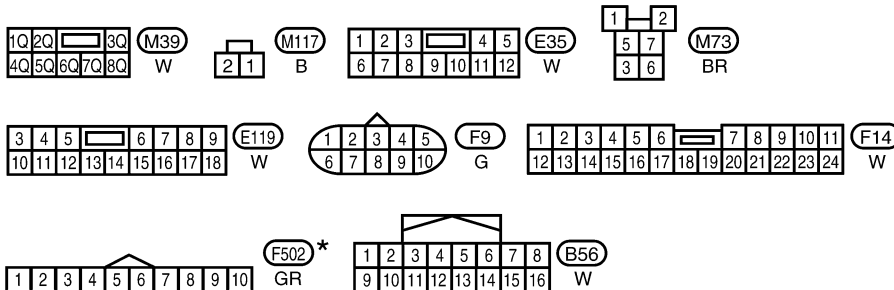 1Q 2Q 3Q M39
4Q 5Q 6Q 7Q 8Q W
2 1 M117
B
1 2 3 4 5 E35
6 7 8 9 10 11 12 W
1 2
5 7 M73
3 6 BR
3 4 5 6 7 8 9 E119
10 11 12 13 14 15 16 17 18 W
1 2 3 4 5 F9
6 7 8 9 10 G
1 2 3 4 5 6 7 8 9 10 11 F14
12 13 14 15 16 17 18 19 20 21 22 23 24 W
F502 *
1 2 3 4 5 6 7 8 9 10 GR
1 2 3 4 5 6 7 8 B56
9 10 11 12 13 14 15 16 W